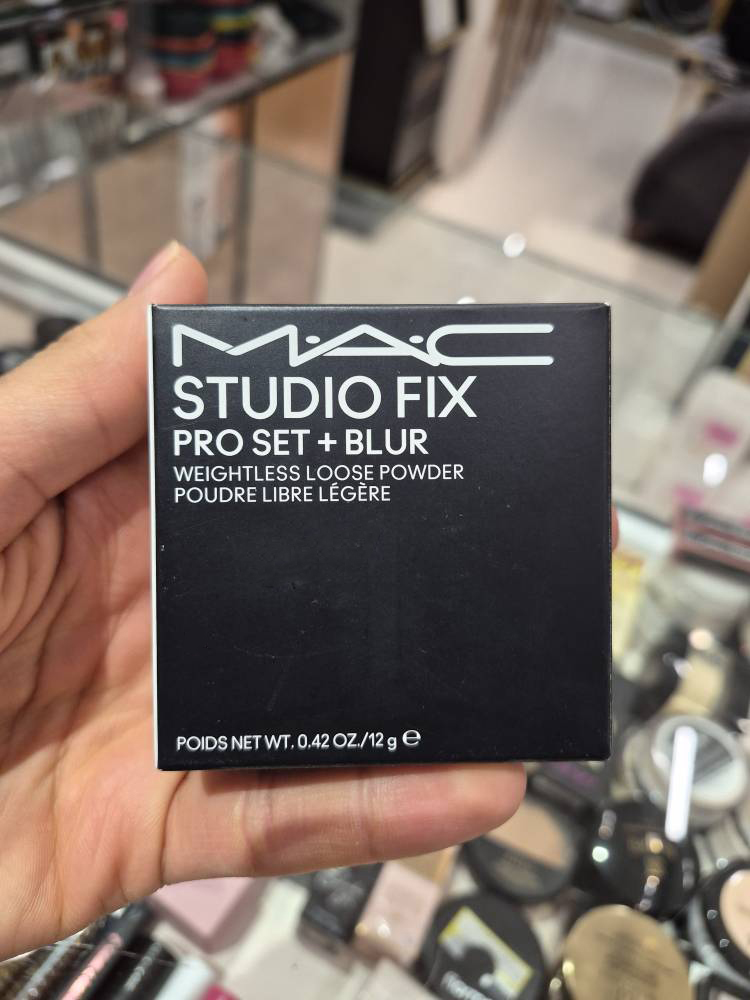 M·A·C
STUDIO FIX
PRO SET + BLUR
WEIGHTLESS LOOSE POWDER
POUDRE LIBRE LÉGÈRE
POIDS NET WT. 0.42 OZ./12 g ℮